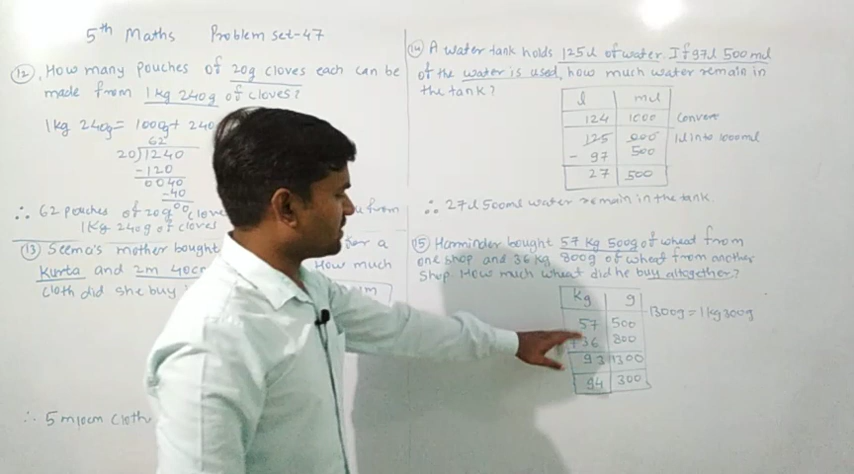 5th Maths Problem set-47
(12) How many pouches of 20g cloves each can be
made from 1kg 240g of cloves?
1kg 240g = 1000g + 240
62
20)1240
-120
0040
-40
00
∴ 62 pouches of 20g cloves from
1kg 240g of cloves
(13) Seema's mother bought for a
Kurta and 2m 40cm How much
cloth did she buy
∴ 5m10cm cloth
(14) A water tank holds 125l of water. If 97l 500ml
of the water is used, how much water remain in
the tank?
l ml
124 1000 Convert
125 000 1l into 1000ml
- 97 500
27 500
∴ 27l 500ml water remain in the tank.
(15) Harminder bought 57 kg 500g of wheat from
one shop and 36 kg 800g of wheat from another
shop. How much wheat did he buy altogether?
kg g
57 500 1300g = 1kg 300g
+ 36 800
93 1300
94 300